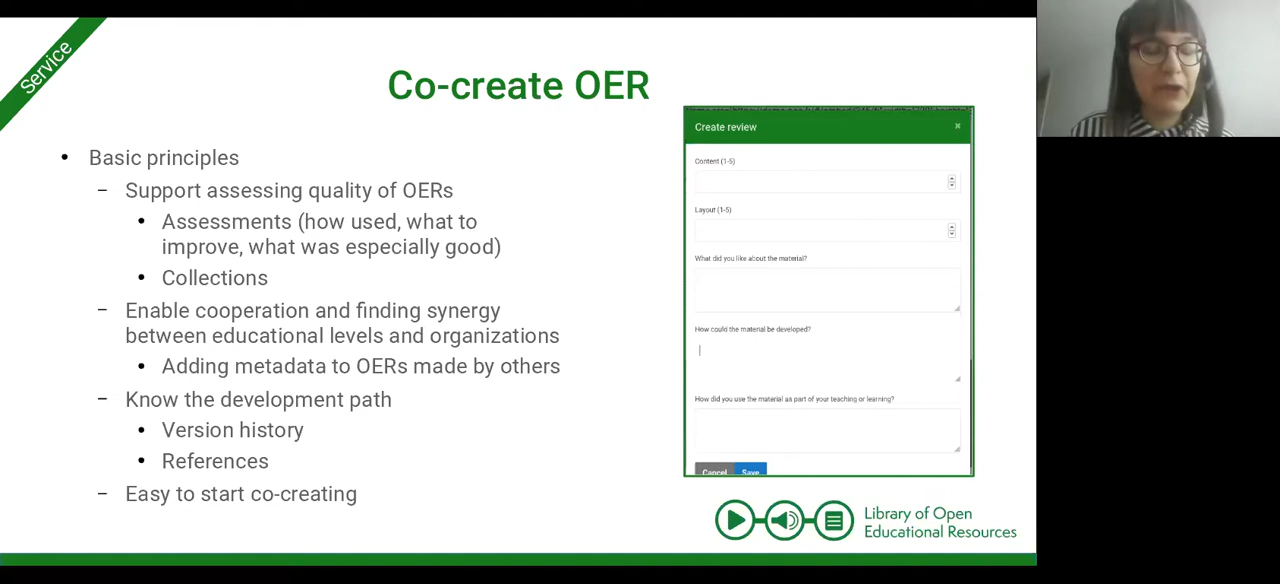 Service
Co-create OER
• Basic principles
– Support assessing quality of OERs
• Assessments (how used, what to
improve, what was especially good)
• Collections
– Enable cooperation and finding synergy
between educational levels and organizations
• Adding metadata to OERs made by others
– Know the development path
• Version history
• References
– Easy to start co-creating
Create review ×
Content (1-5)
Layout (1-5)
What did you like about the material?
How could the material be developed?
How did you use the material as part of your teaching or learning?
Cancel Save
Library of Open
Educational Resources